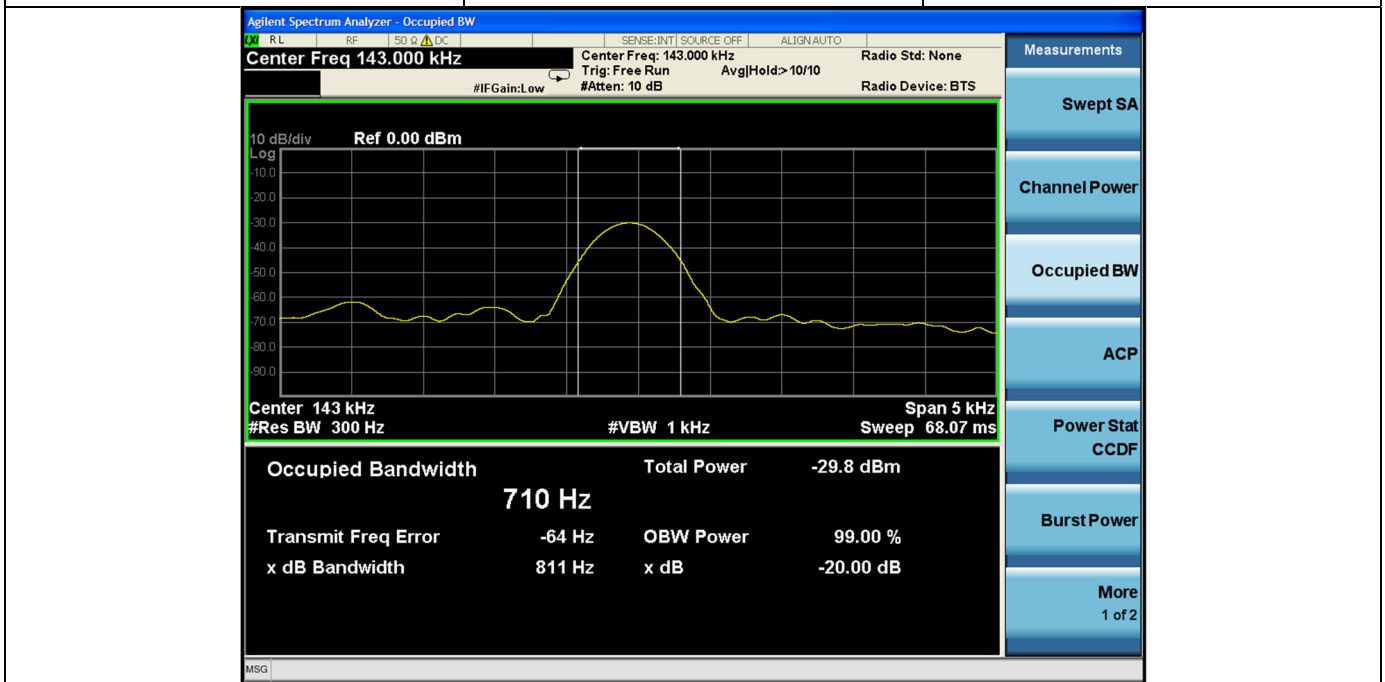 Agilent Spectrum Analyzer - Occupied BW
LXI RL RF 50 Ω DC SENSE:INT SOURCE OFF ALIGN AUTO
Center Freq 143.000 kHz
Center Freq: 143.000 kHz Radio Std: None
Trig: Free Run Avg|Hold:>10/10
#IFGain:Low #Atten: 10 dB Radio Device: BTS
10 dB/div Ref 0.00 dBm
Log
-10.0
-20.0
-30.0
-40.0
-50.0
-60.0
-70.0
-80.0
-90.0
Center 143 kHz Span 5 kHz
#Res BW 300 Hz #VBW 1 kHz Sweep 68.07 ms
Occupied Bandwidth Total Power -29.8 dBm
710 Hz
Transmit Freq Error -64 Hz OBW Power 99.00 %
x dB Bandwidth 811 Hz x dB -20.00 dB
MSG
Measurements
Swept SA
Channel Power
Occupied BW
ACP
Power Stat
CCDF
Burst Power
More
1 of 2